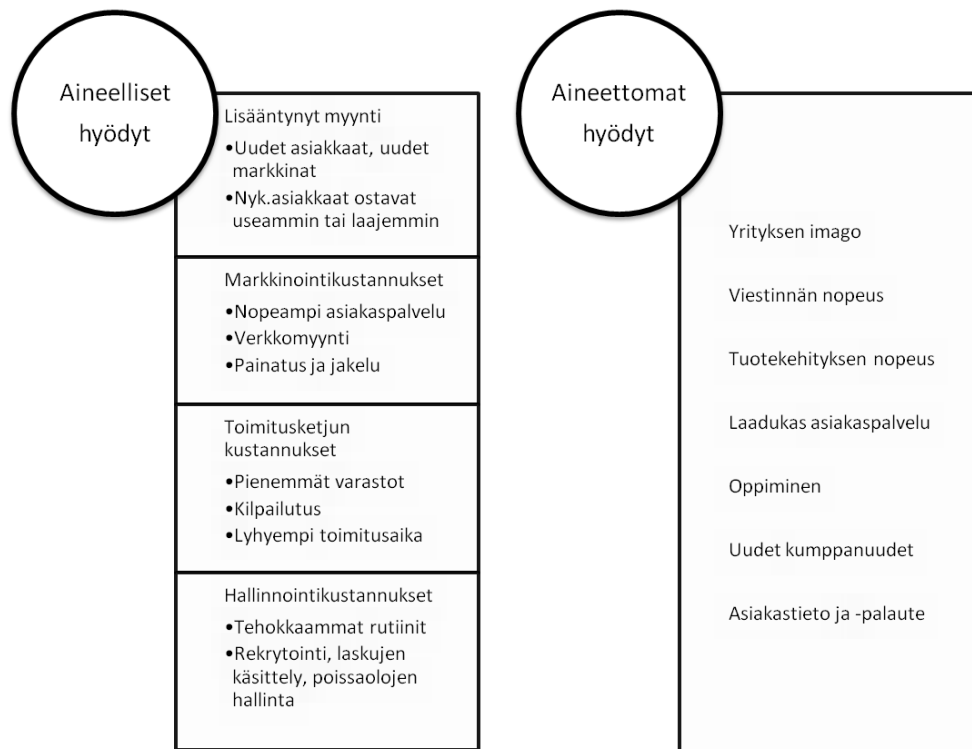 Aineelliset
hyödyt
Lisääntynyt myynti
•Uudet asiakkaat, uudet
markkinat
•Nyk.asiakkaat ostavat
useammin tai laajemmin
Markkinointikustannukset
•Nopeampi asiakaspalvelu
•Verkkomyynti
•Painatus ja jakelu
Toimitusketjun
kustannukset
•Pienemmät varastot
•Kilpailutus
•Lyhyempi toimitusaika
Hallinnointikustannukset
•Tehokkaammat rutiinit
•Rekrytointi, laskujen
käsittely, poissaolojen
hallinta
Aineettomat
hyödyt
Yrityksen imago
Viestinnän nopeus
Tuotekehityksen nopeus
Laadukas asiakaspalvelu
Oppiminen
Uudet kumppanuudet
Asiakastieto ja -palaute